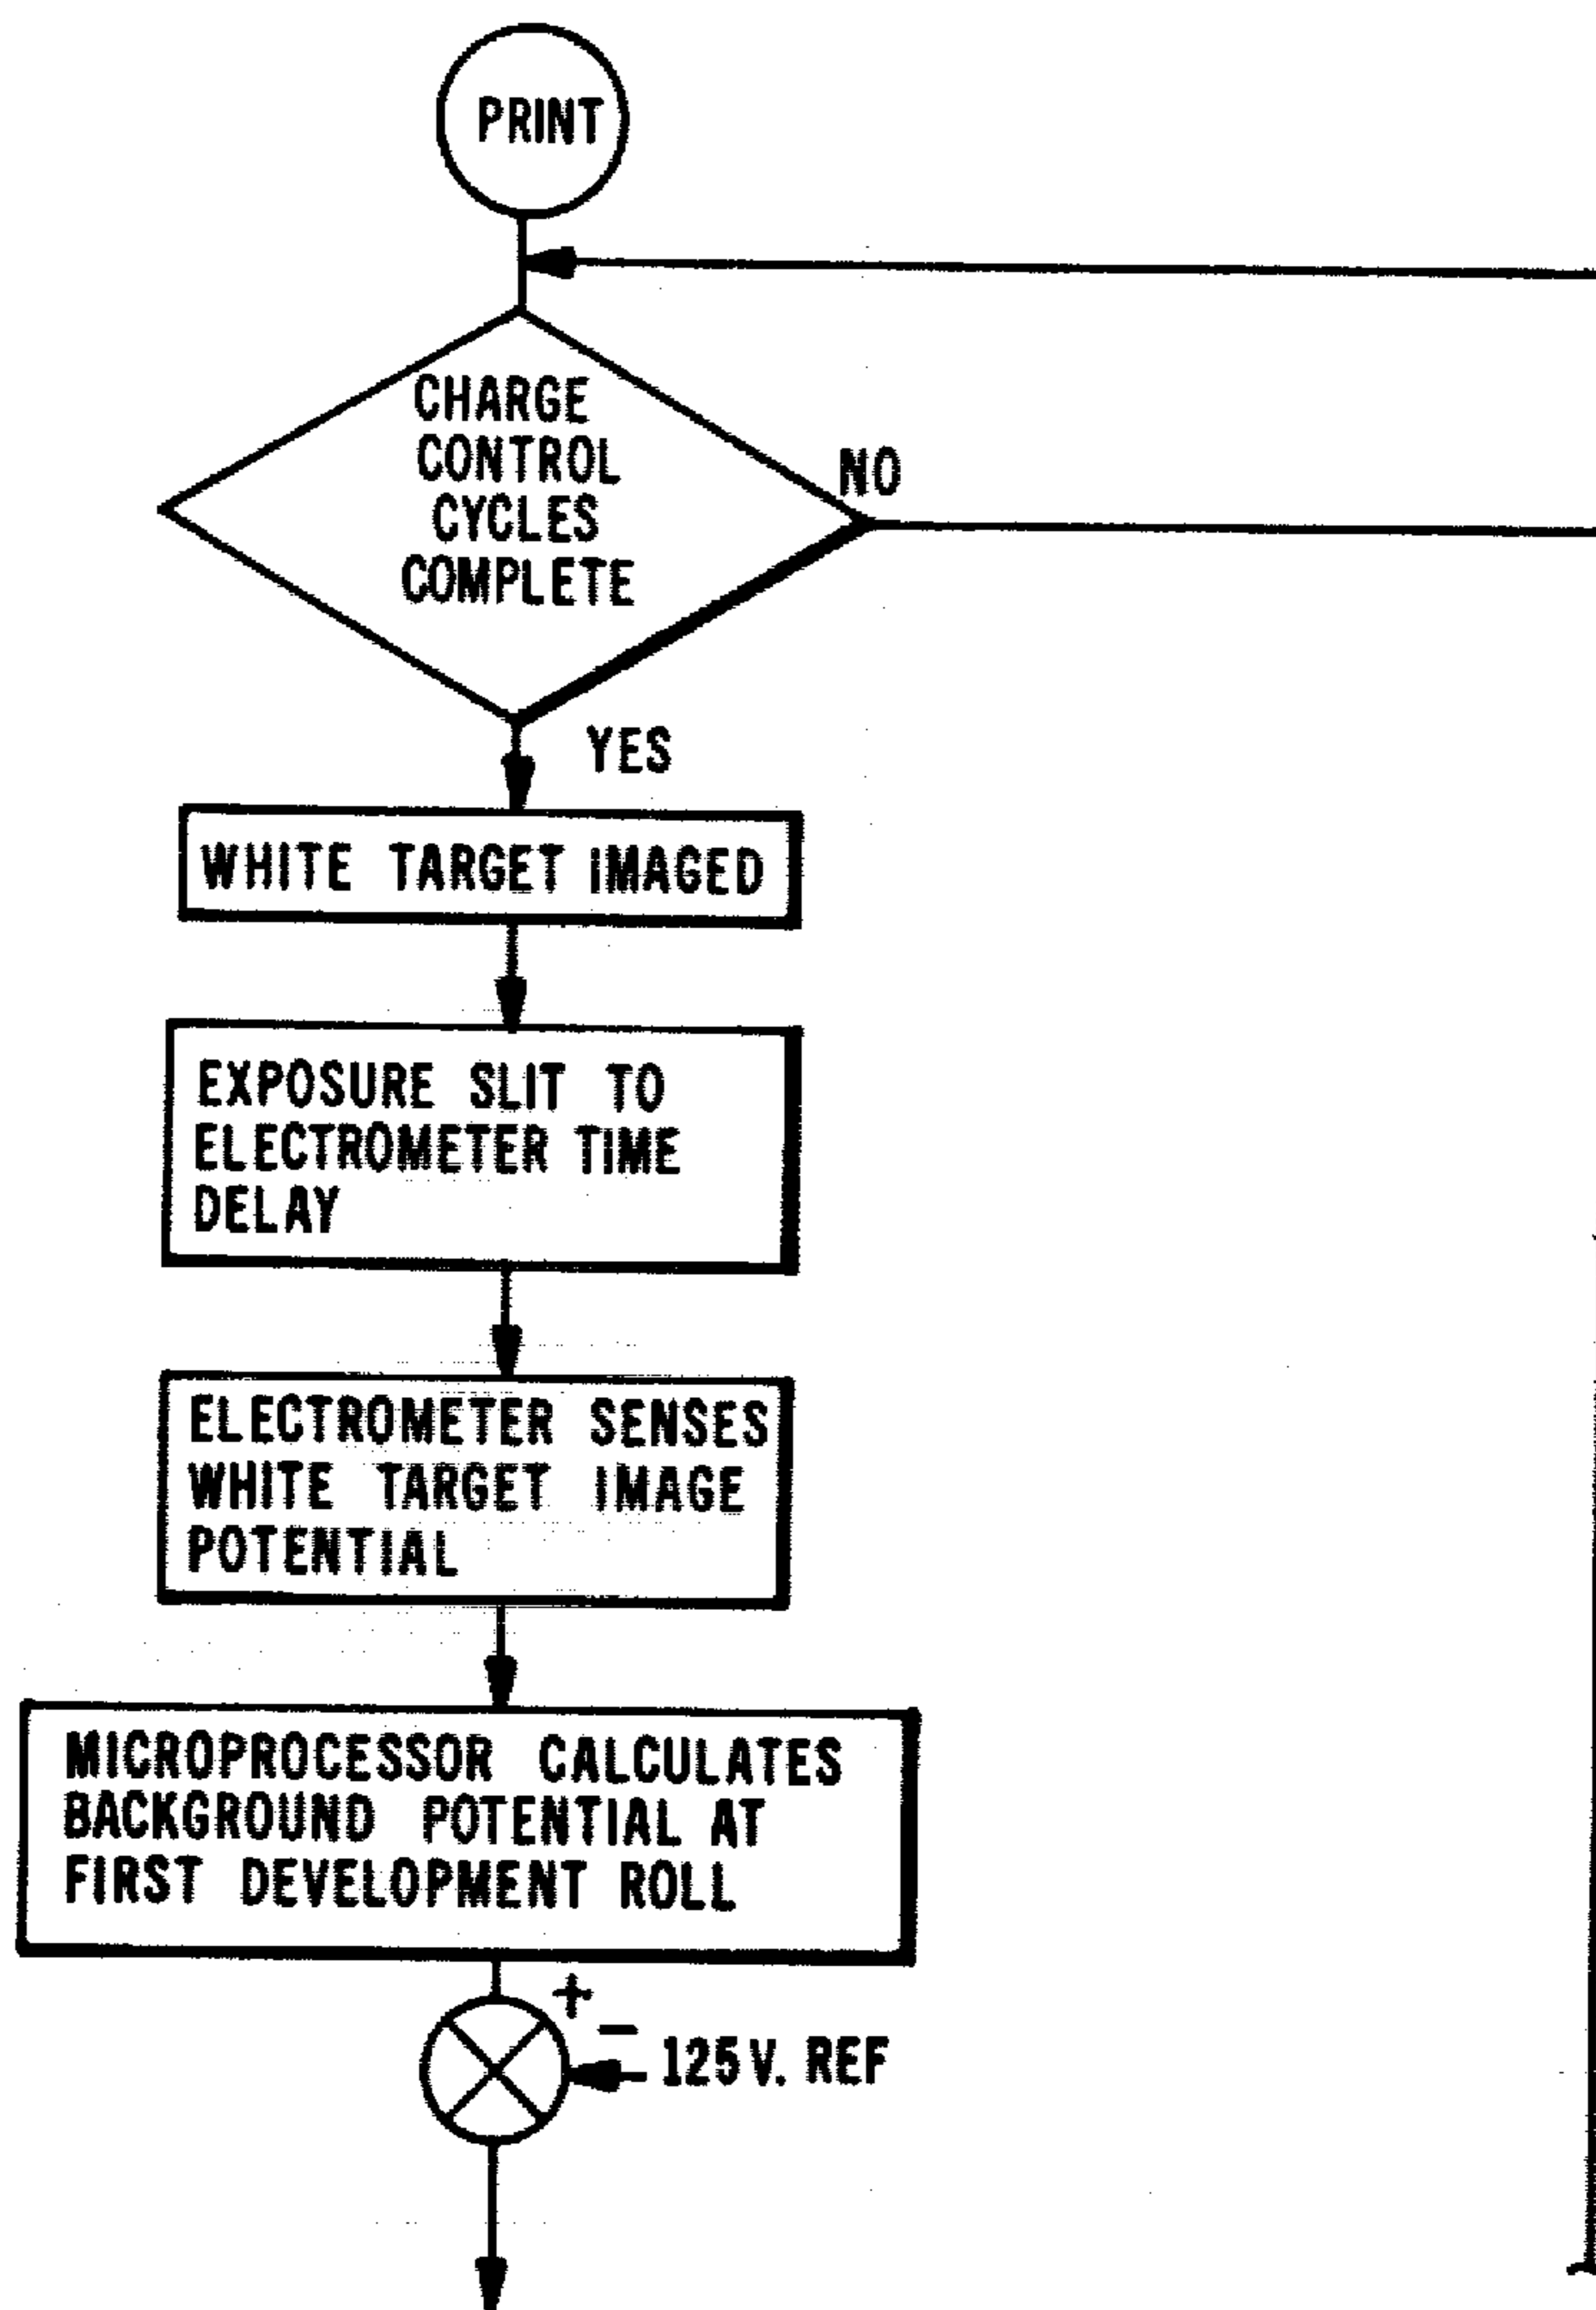 PRINT
CHARGE
CONTROL
CYCLES
COMPLETE
NO
YES
WHITE TARGET IMAGED
EXPOSURE SLIT TO
ELECTROMETER TIME
DELAY
ELECTROMETER SENSES
WHITE TARGET IMAGE
POTENTIAL
MICROPROCESSOR CALCULATES
BACKGROUND POTENTIAL AT
FIRST DEVELOPMENT ROLL
+
- 125V. REF